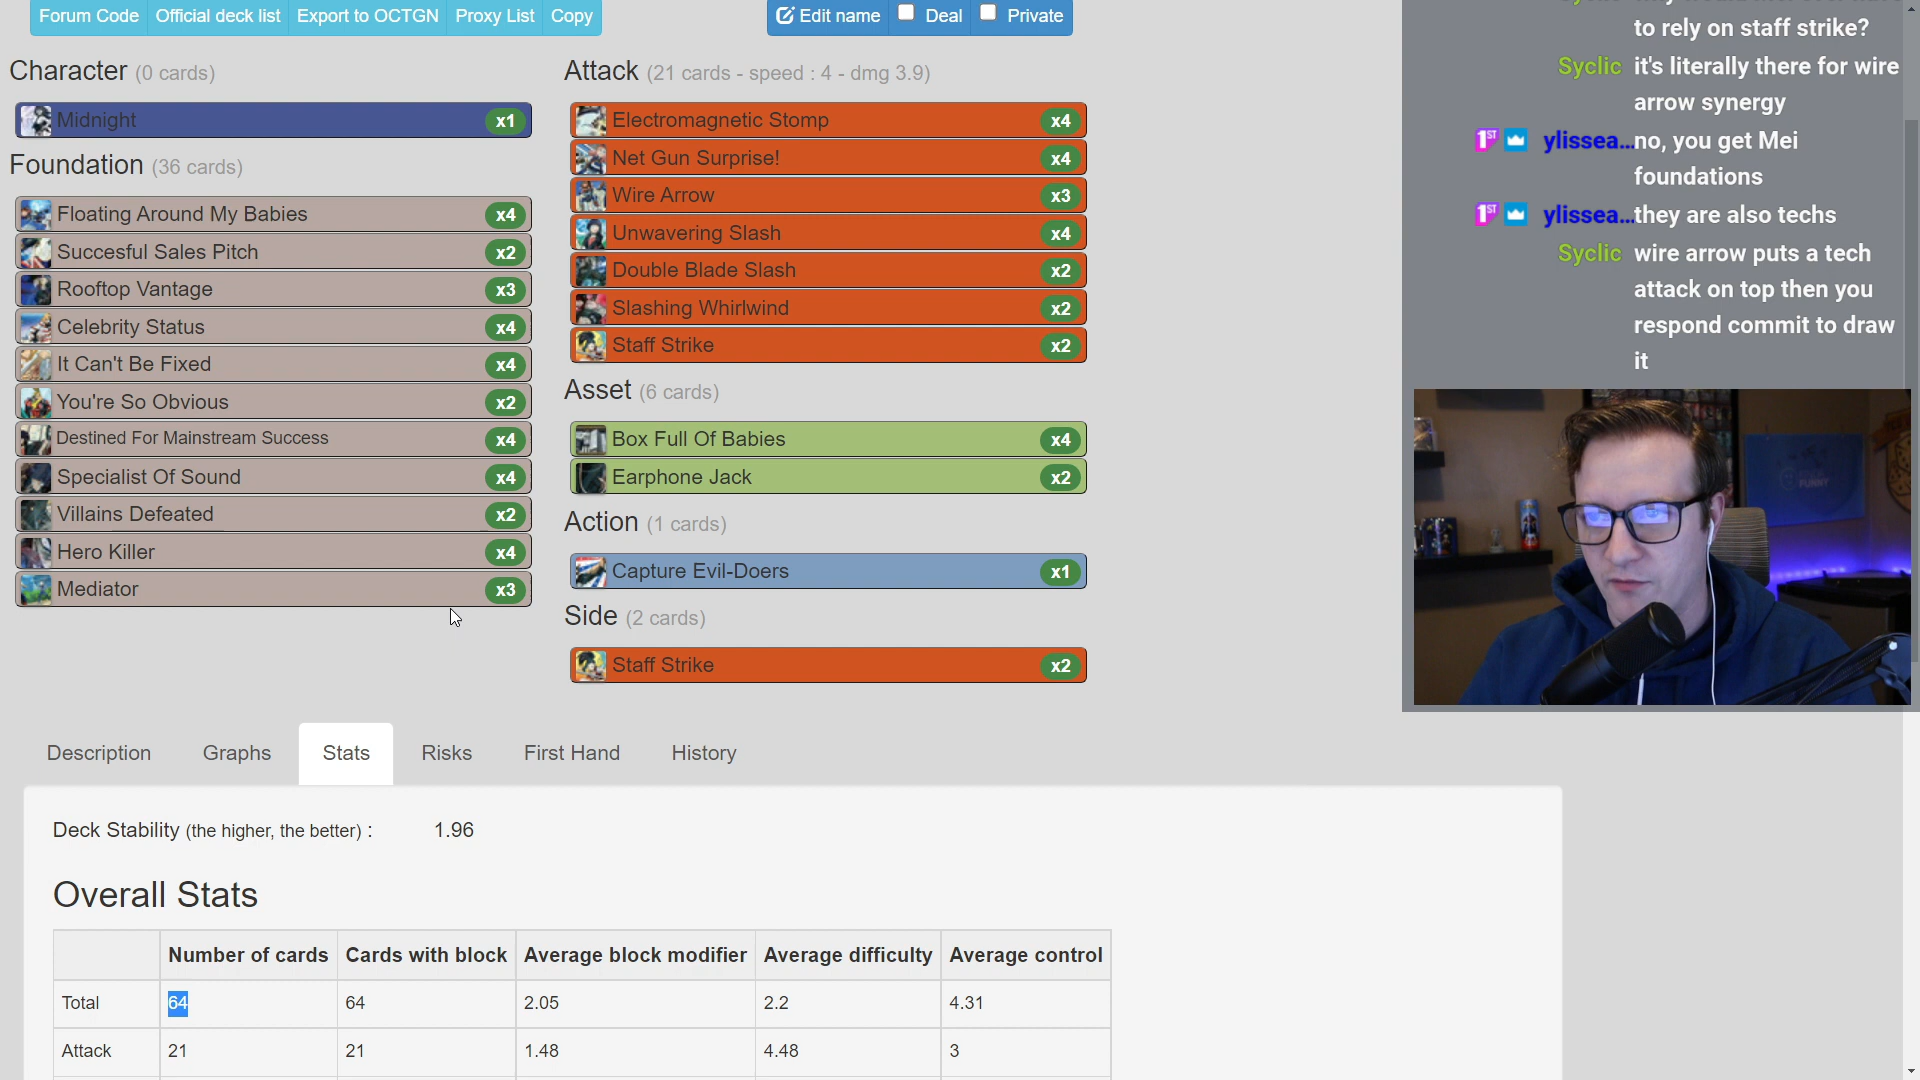 Forum Code Official deck list Export to OCTGN Proxy List Copy
Edit name Deal Private
Character (0 cards)
Midnight x1
Foundation (36 cards)
Floating Around My Babies x4
Succesful Sales Pitch x2
Rooftop Vantage x3
Celebrity Status x4
It Can't Be Fixed x4
You're So Obvious x2
Destined For Mainstream Success x4
Specialist Of Sound x4
Villains Defeated x2
Hero Killer x4
Mediator x3
Attack (21 cards - speed : 4 - dmg 3.9)
Electromagnetic Stomp x4
Net Gun Surprise! x4
Wire Arrow x3
Unwavering Slash x4
Double Blade Slash x2
Slashing Whirlwind x2
Staff Strike x2
Asset (6 cards)
Box Full Of Babies x4
Earphone Jack x2
Action (1 cards)
Capture Evil-Doers x1
Side (2 cards)
Staff Strike x2
to rely on staff strike?
Syclic it's literally there for wire
arrow synergy
1ST ylissea...no, you get Mei
foundations
1ST ylissea...they are also techs
Syclic wire arrow puts a tech
attack on top then you
respond commit to draw
it
Description Graphs Stats Risks First Hand History
Deck Stability (the higher, the better) : 1.96
Overall Stats
Number of cards Cards with block Average block modifier Average difficulty Average control
Total 64 64 2.05 2.2 4.31
Attack 21 21 1.48 4.48 3